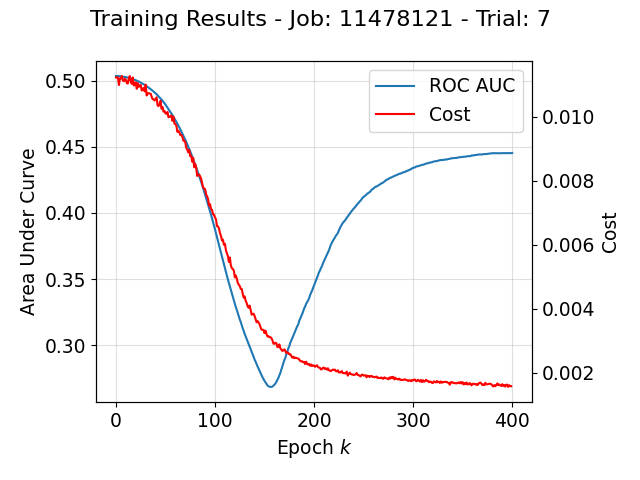 Training Results - Job: 11478121 - Trial: 7
ROC AUC
Cost
0.50
0.45
0.40
0.35
0.30
Area Under Curve
0.010
0.008
0.006
0.004
0.002
Cost
0 100 200 300 400
Epoch k